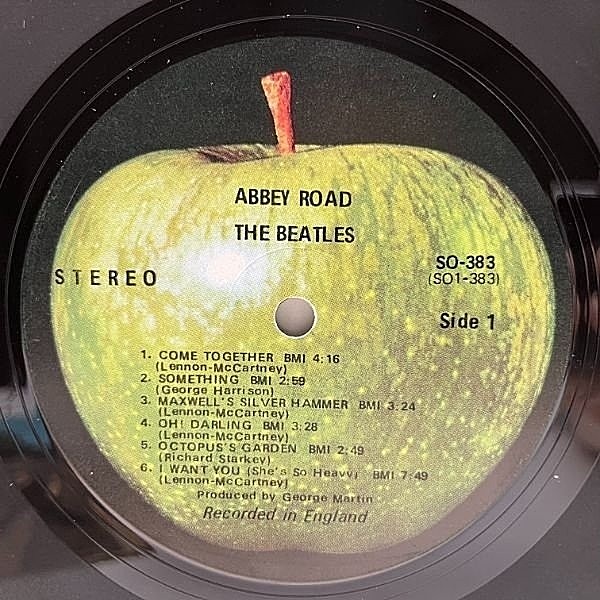 ABBEY ROAD
THE BEATLES
STEREO
SO-383
(SO1-383)
Side 1
1. COME TOGETHER BMI 4:16
(Lennon-McCartney)
2. SOMETHING BMI 2:59
(George Harrison)
3. MAXWELL'S SILVER HAMMER BMI 3:24
(Lennon-McCartney)
4. OH! DARLING BMI 3:28
(Lennon-McCartney)
5. OCTOPUS'S GARDEN BMI 2:49
(Richard Starkey)
6. I WANT YOU (She's So Heavy) BMI 7:49
(Lennon-McCartney)
Produced by George Martin
Recorded in England